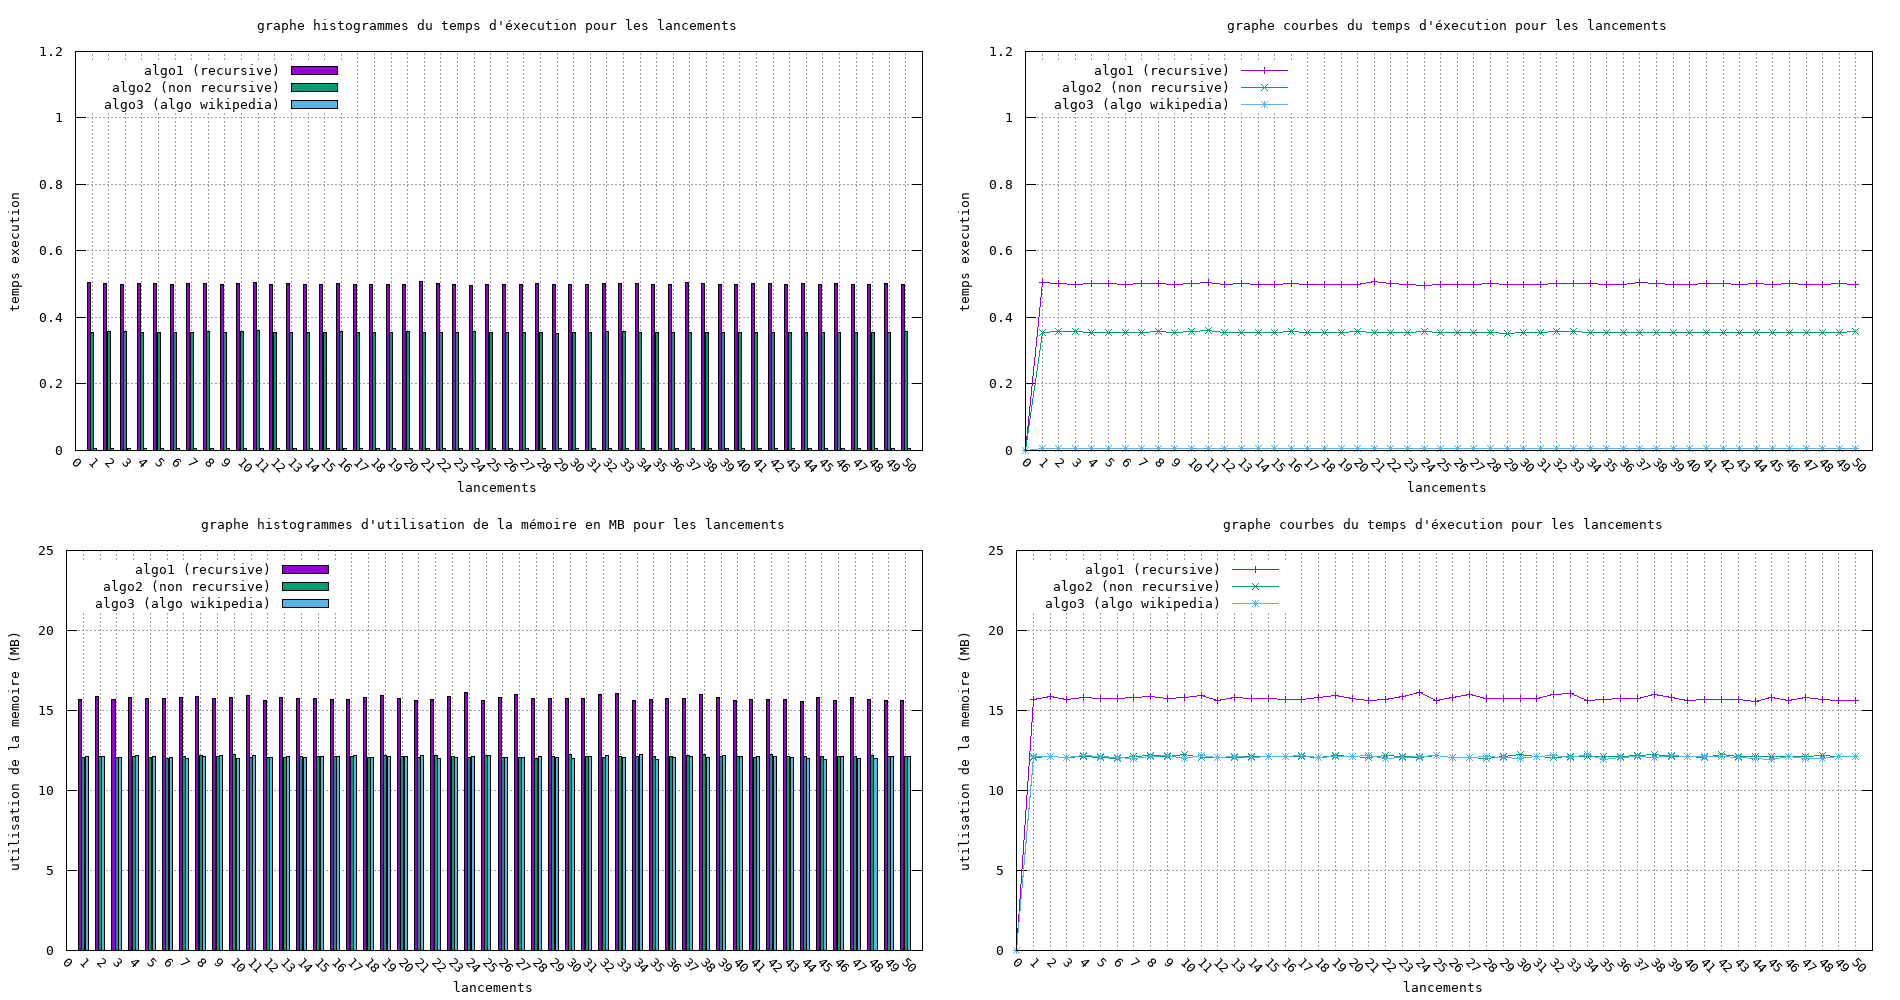 graphe histogrammes du temps d'éxecution pour les lancements
1.2
1
0.8
0.6
0.4
0.2
0
temps execution
algo1 (recursive)
algo2 (non recursive)
algo3 (algo wikipedia)
0 1 2 3 4 5 6 7 8 9 10 11 12 13 14 15 16 17 18 19 20 21 22 23 24 25 26 27 28 29 30 31 32 33 34 35 36 37 38 39 40 41 42 43 44 45 46 47 48 49 50
lancements
graphe courbes du temps d'éxecution pour les lancements
1.2
1
0.8
0.6
0.4
0.2
0
temps execution
algo1 (recursive)
algo2 (non recursive)
algo3 (algo wikipedia)
0 1 2 3 4 5 6 7 8 9 10 11 12 13 14 15 16 17 18 19 20 21 22 23 24 25 26 27 28 29 30 31 32 33 34 35 36 37 38 39 40 41 42 43 44 45 46 47 48 49 50
lancements
graphe histogrammes d'utilisation de la mémoire en MB pour les lancements
25
20
15
10
5
0
utilisation de la memoire (MB)
algo1 (recursive)
algo2 (non recursive)
algo3 (algo wikipedia)
0 1 2 3 4 5 6 7 8 9 10 11 12 13 14 15 16 17 18 19 20 21 22 23 24 25 26 27 28 29 30 31 32 33 34 35 36 37 38 39 40 41 42 43 44 45 46 47 48 49 50
lancements
graphe courbes du temps d'éxecution pour les lancements
25
20
15
10
5
0
utilisation de la memoire (MB)
algo1 (recursive)
algo2 (non recursive)
algo3 (algo wikipedia)
0 1 2 3 4 5 6 7 8 9 10 11 12 13 14 15 16 17 18 19 20 21 22 23 24 25 26 27 28 29 30 31 32 33 34 35 36 37 38 39 40 41 42 43 44 45 46 47 48 49 50
lancements